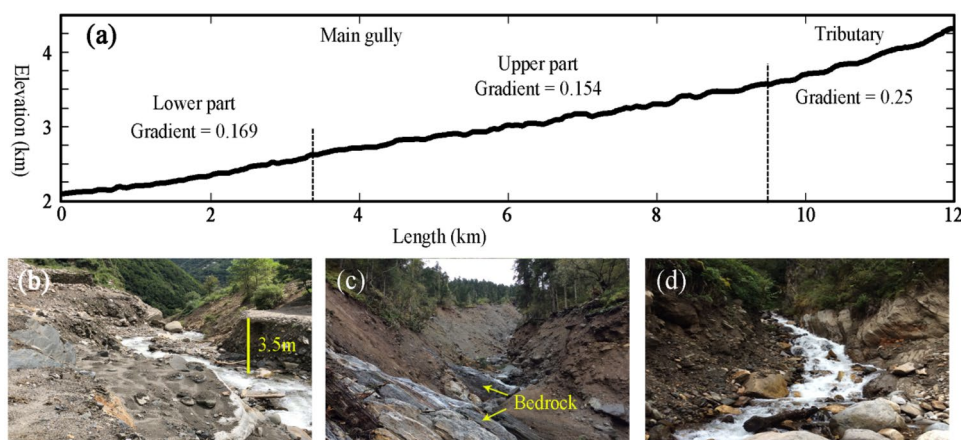 (a)
Main gully
Tributary
Upper part
Gradient = 0.154
Gradient = 0.25
Lower part
Gradient = 0.169
Elevation (km)
4
3
2
0
2
4
6
8
10
12
Length (km)
(b)
3.5m
(c)
Bedrock
(d)